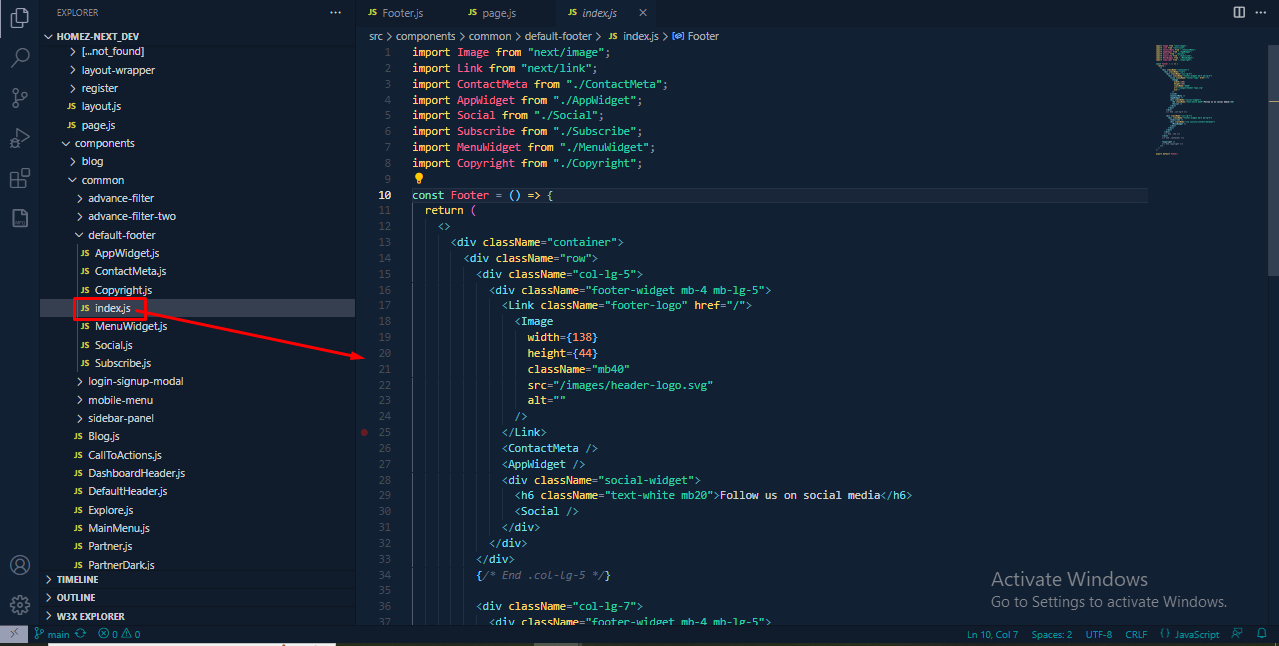 EXPLORER
HOMEZ-NEXT_DEV
[...not_found]
layout-wrapper
register
JS layout.js
JS page.js
components
blog
common
advance-filter
advance-filter-two
default-footer
JS AppWidget.js
JS ContactMeta.js
JS Copyright.js
JS index.js
JS MenuWidget.js
JS Social.js
JS Subscribe.js
login-signup-modal
mobile-menu
sidebar-panel
JS Blog.js
JS CallToActions.js
JS DashboardHeader.js
JS DefaultHeader.js
JS Explore.js
JS MainMenu.js
JS Partner.js
JS PartnerDark.js
TIMELINE
OUTLINE
W3X EXPLORER
JS Footer.js JS page.js JS index.js
src > components > common > default-footer > JS index.js > Footer
1 import Image from "next/image";
2 import Link from "next/link";
3 import ContactMeta from "./ContactMeta";
4 import AppWidget from "./AppWidget";
5 import Social from "./Social";
6 import Subscribe from "./Subscribe";
7 import MenuWidget from "./MenuWidget";
8 import Copyright from "./Copyright";
9
10 const Footer = () => {
11 return (
12 <>
13 <div className="container">
14 <div className="row">
15 <div className="col-lg-5">
16 <div className="footer-widget mb-4 mb-lg-5">
17 <Link className="footer-logo" href="/">
18 <Image
19 width={138}
20 height={44}
21 className="mb40"
22 src="/images/header-logo.svg"
23 alt=""
24 />
25 </Link>
26 <ContactMeta />
27 <AppWidget />
28 <div className="social-widget">
29 <h6 className="text-white mb20">Follow us on social media</h6>
30 <Social />
31 </div>
32 </div>
33 </div>
34 {/* End .col-lg-5 */}
35
36 <div className="col-lg-7">
37 <div className="footer-widget mb-4 mb-lg-5">
Activate Windows
Go to Settings to activate Windows.
main 0 0 Ln 10, Col 7 Spaces: 2 UTF-8 CRLF {} JavaScript